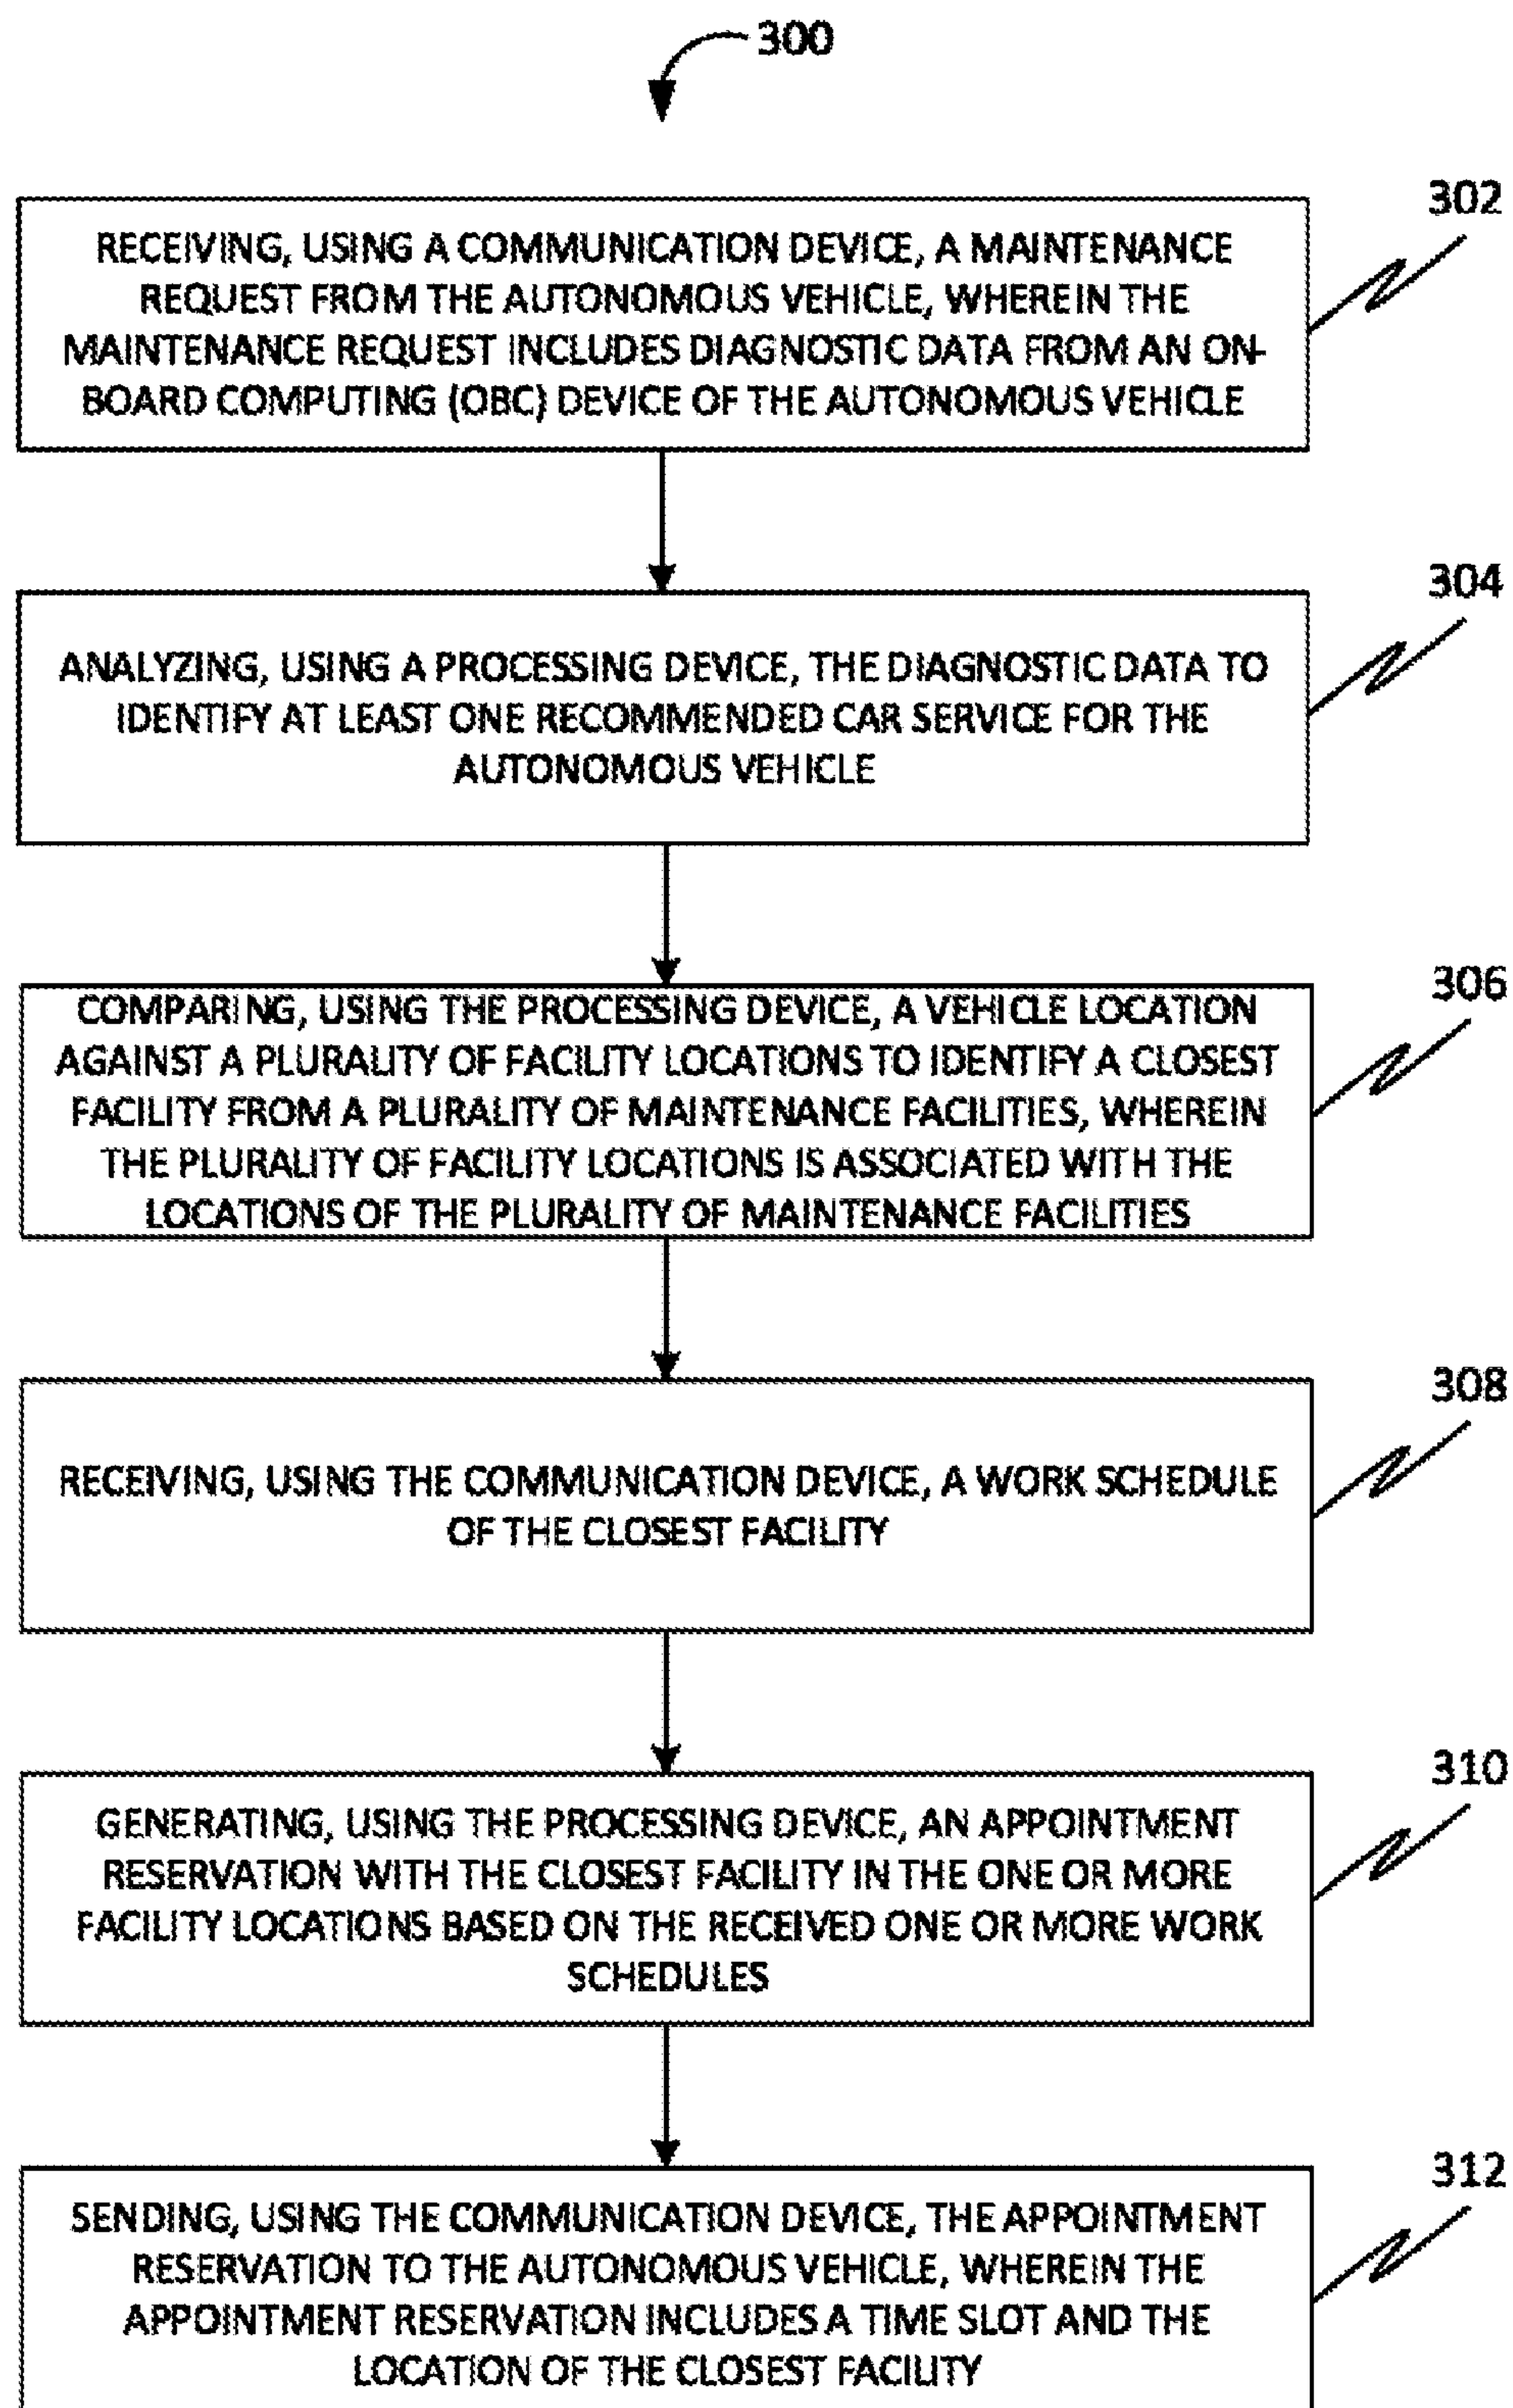 300
302
RECEIVING, USING A COMMUNICATION DEVICE, A MAINTENANCE
REQUEST FROM THE AUTONOMOUS VEHICLE, WHEREIN THE
MAINTENANCE REQUEST INCLUDES DIAGNOSTIC DATA FROM AN ON-
BOARD COMPUTING (OBC) DEVICE OF THE AUTONOMOUS VEHICLE
304
ANALYZING, USING A PROCESSING DEVICE, THE DIAGNOSTIC DATA TO
IDENTIFY AT LEAST ONE RECOMMENDED CAR SERVICE FOR THE
AUTONOMOUS VEHICLE
306
COMPARING, USING THE PROCESSING DEVICE, A VEHICLE LOCATION
AGAINST A PLURALITY OF FACILITY LOCATIONS TO IDENTIFY A CLOSEST
FACILITY FROM A PLURALITY OF MAINTENANCE FACILITIES, WHEREIN
THE PLURALITY OF FACILITY LOCATIONS IS ASSOCIATED WITH THE
LOCATIONS OF THE PLURALITY OF MAINTENANCE FACILITIES
308
RECEIVING, USING THE COMMUNICATION DEVICE, A WORK SCHEDULE
OF THE CLOSEST FACILITY
310
GENERATING, USING THE PROCESSING DEVICE, AN APPOINTMENT
RESERVATION WITH THE CLOSEST FACILITY IN THE ONE OR MORE
FACILITY LOCATIONS BASED ON THE RECEIVED ONE OR MORE WORK
SCHEDULES
312
SENDING, USING THE COMMUNICATION DEVICE, THE APPOINTMENT
RESERVATION TO THE AUTONOMOUS VEHICLE, WHEREIN THE
APPOINTMENT RESERVATION INCLUDES A TIME SLOT AND THE
LOCATION OF THE CLOSEST FACILITY